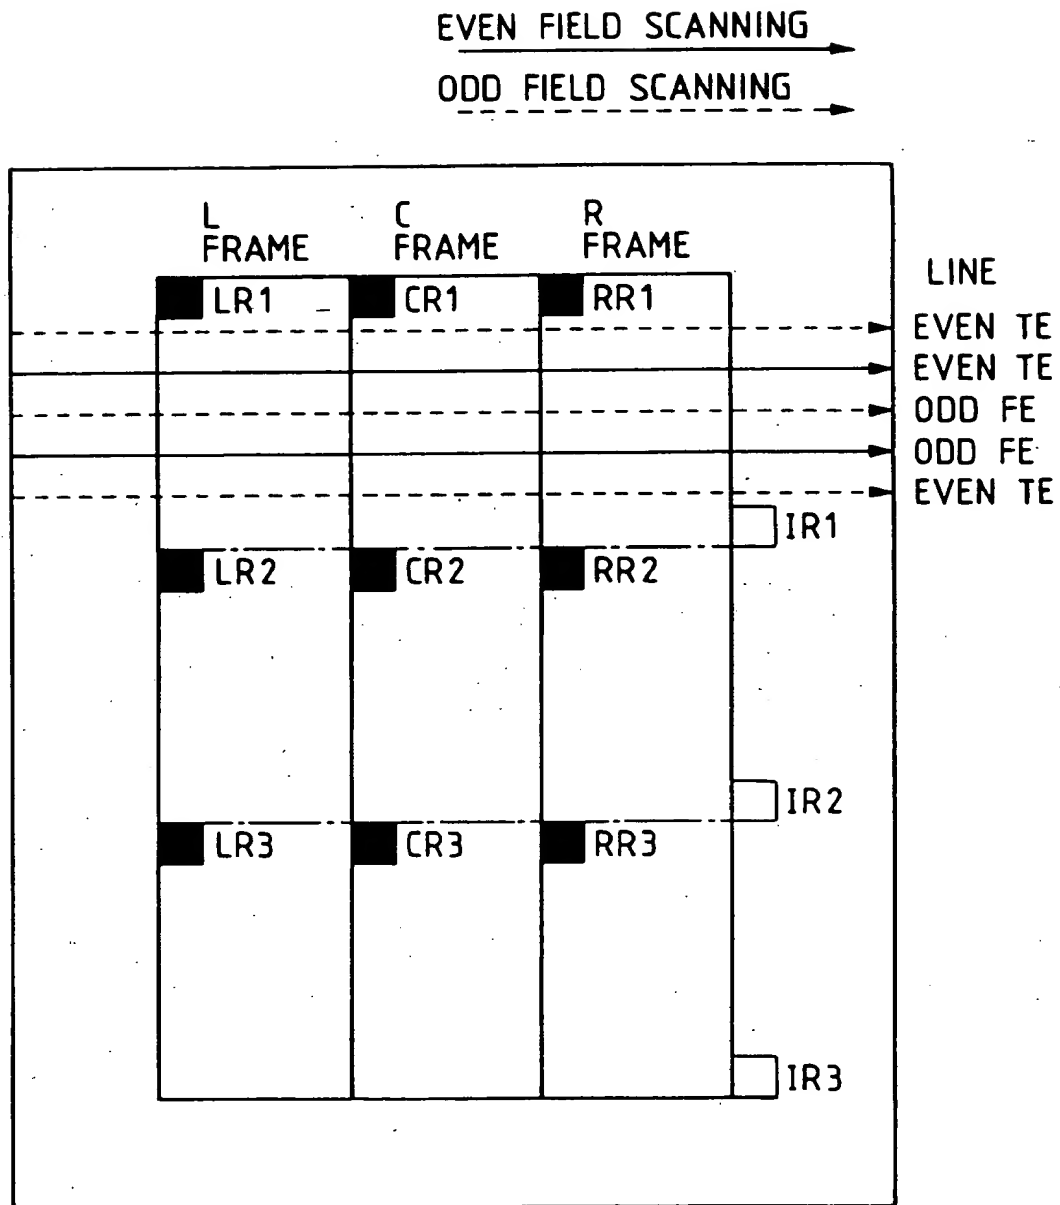 EVEN FIELD SCANNING
ODD FIELD SCANNING
L FRAME
C FRAME
R FRAME
LINE
LR1
CR1
RR1
EVEN TE
EVEN TE
ODD FE
ODD FE
EVEN TE
IR1
LR2
CR2
RR2
IR2
LR3
CR3
RR3
IR3